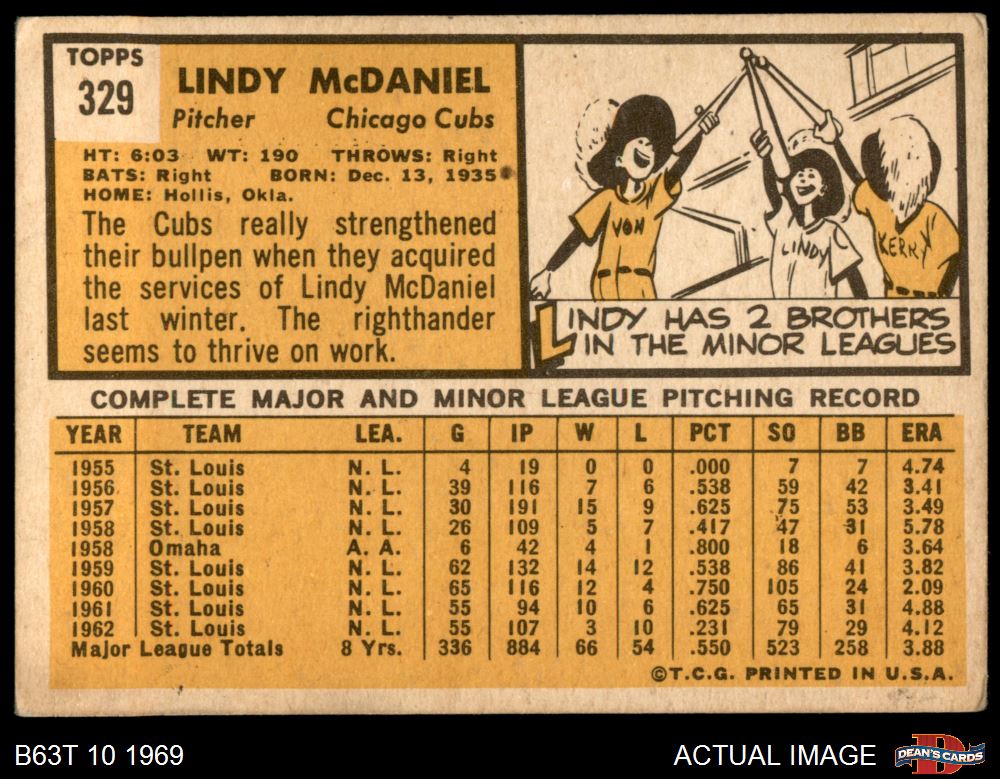 TOPPS
329
LINDY McDANIEL
Pitcher Chicago Cubs
HT: 6:03 WT: 190 THROWS: Right
BATS: Right BORN: Dec. 13, 1935
HOME: Hollis, Okla.
The Cubs really strengthened
their bullpen when they acquired
the services of Lindy McDaniel
last winter. The righthander
seems to thrive on work.
VON
LINDY
KERRY
LINDY HAS 2 BROTHERS
IN THE MINOR LEAGUES
COMPLETE MAJOR AND MINOR LEAGUE PITCHING RECORD
YEAR TEAM LEA. G IP W L PCT SO BB ERA
1955 St. Louis N. L. 4 19 0 0 .000 7 7 4.74
1956 St. Louis N. L. 39 116 7 6 .538 59 42 3.41
1957 St. Louis N. L. 30 191 15 9 .625 75 53 3.49
1958 St. Louis N. L. 26 109 5 7 .417 47 31 5.78
1958 Omaha A. A. 6 42 4 1 .800 18 6 3.64
1959 St. Louis N. L. 62 132 14 12 .538 86 41 3.82
1960 St. Louis N. L. 65 116 12 4 .750 105 24 2.09
1961 St. Louis N. L. 55 94 10 6 .625 65 31 4.88
1962 St. Louis N. L. 55 107 3 10 .231 79 29 4.12
Major League Totals 8 Yrs. 336 884 66 54 .550 523 258 3.88
©T.C.G. PRINTED IN U.S.A.
B63T 10 1969 ACTUAL IMAGE DEAN'S CARDS